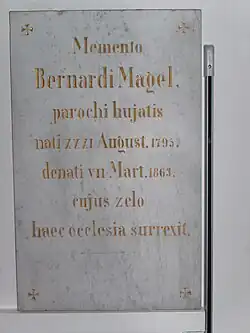 Memento
Bernardi Magel,
parochi hujatis
nati XXXI August. 1795,
denati VII Mart. 1863,
cujus zelo
haec ecclesia surrexit.